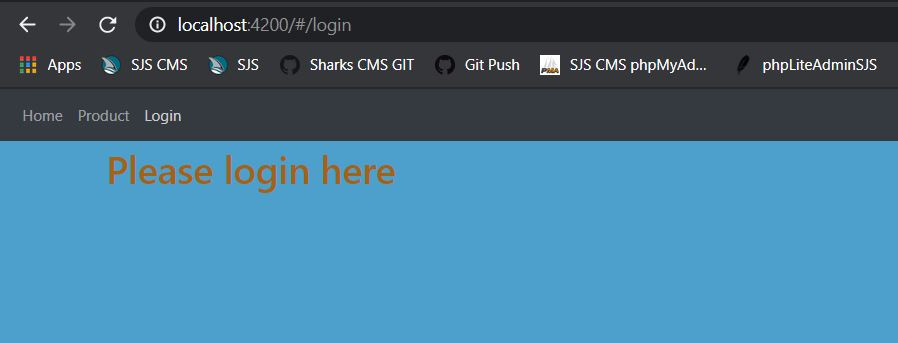 localhost:4200/#/login
Apps SJS CMS SJS Sharks CMS GIT Git Push PMA SJS CMS phpMyAd... phpLiteAdminSJS
Home Product Login
Please login here